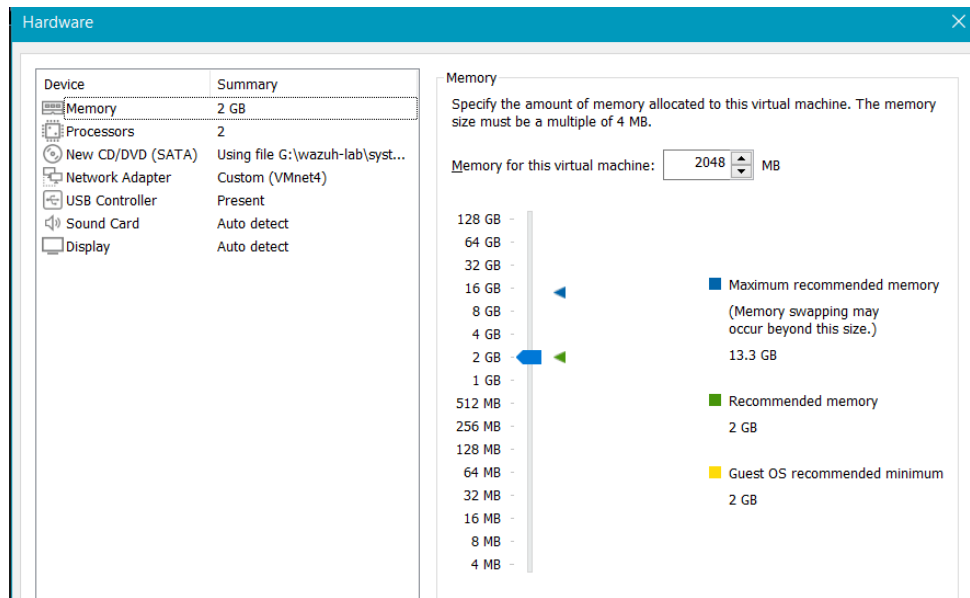 Hardware
Device Summary
Memory 2 GB
Processors 2
New CD/DVD (SATA) Using file G:\wazuh-lab\syst...
Network Adapter Custom (VMnet4)
USB Controller Present
Sound Card Auto detect
Display Auto detect
Memory
Specify the amount of memory allocated to this virtual machine. The memory
size must be a multiple of 4 MB.
Memory for this virtual machine: 2048 MB
128 GB
64 GB
32 GB
16 GB
8 GB
4 GB
2 GB
1 GB
512 MB
256 MB
128 MB
64 MB
32 MB
16 MB
8 MB
4 MB
Maximum recommended memory
(Memory swapping may
occur beyond this size.)
13.3 GB
Recommended memory
2 GB
Guest OS recommended minimum
2 GB